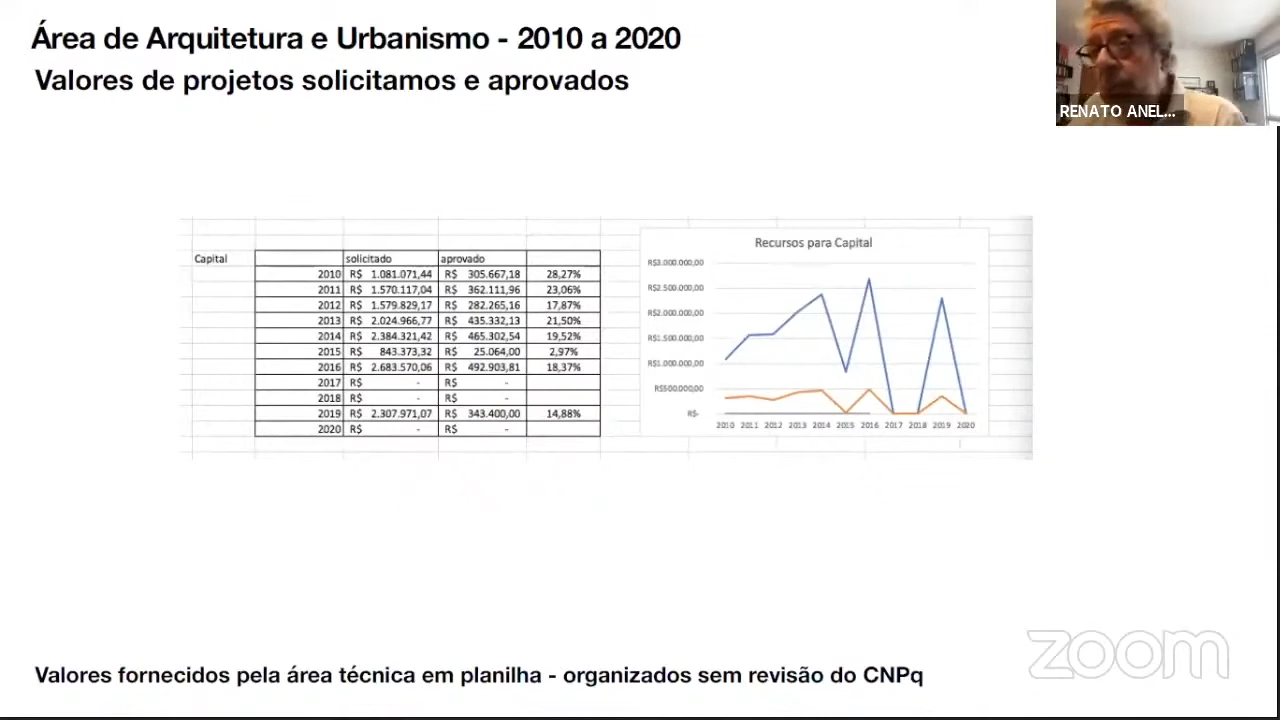 Área de Arquitetura e Urbanismo - 2010 a 2020
Valores de projetos solicitamos e aprovados
RENATO ANEL...
Capital solicitado aprovado
2010 R$ 1.081.071,44 R$ 305.667,18 28,27%
2011 R$ 1.570.117,04 R$ 362.111,96 23,06%
2012 R$ 1.579.829,17 R$ 282.265,16 17,87%
2013 R$ 2.024.966,77 R$ 435.332,13 21,50%
2014 R$ 2.384.321,42 R$ 465.302,54 19,52%
2015 R$ 843.373,32 R$ 25.064,00 2,97%
2016 R$ 2.683.570,06 R$ 492.903,81 18,37%
2017 R$ - R$ -
2018 R$ - R$ -
2019 R$ 2.307.971,07 R$ 343.400,00 14,88%
2020 R$ - R$ -
Recursos para Capital
R$3.000.000,00
R$2.500.000,00
R$2.000.000,00
R$1.500.000,00
R$1.000.000,00
R$500.000,00
R$-
2010 2011 2012 2013 2014 2015 2016 2017 2018 2019 2020
zoom
Valores fornecidos pela área técnica em planilha - organizados sem revisão do CNPq